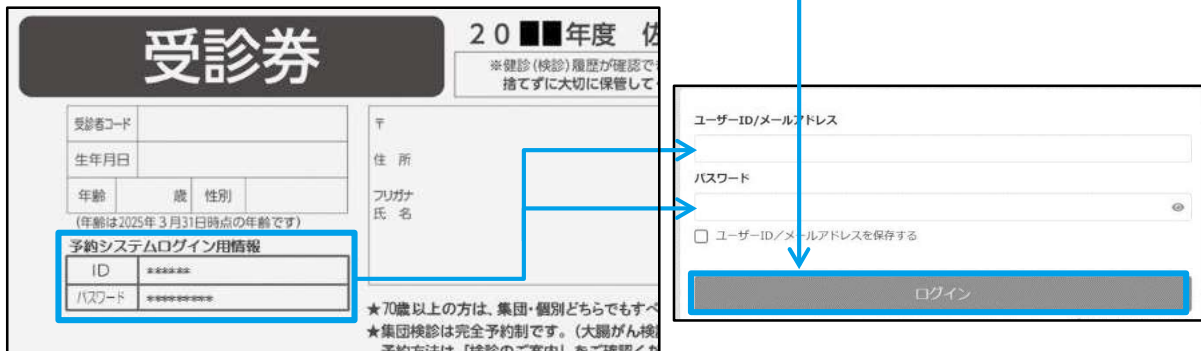 受診券
20■■年度 佐
※健診(検診)履歴が確認で
捨てずに大切に保管して
受診者コード
生年月日
年齢 歳 性別
(年齢は2025年3月31日時点の年齢です)
予約システムログイン用情報
ID ******
パスワード *********
〒
住 所
フリガナ
氏 名
★70歳以上の方は、集団・個別どちらでもすべ
★集団検診は完全予約制です。(大腸がん検
予約方法は「検診のご案内」をご確認くだ
ユーザーID/メールアドレス
パスワード
ユーザーID/メールアドレスを保存する
ログイン